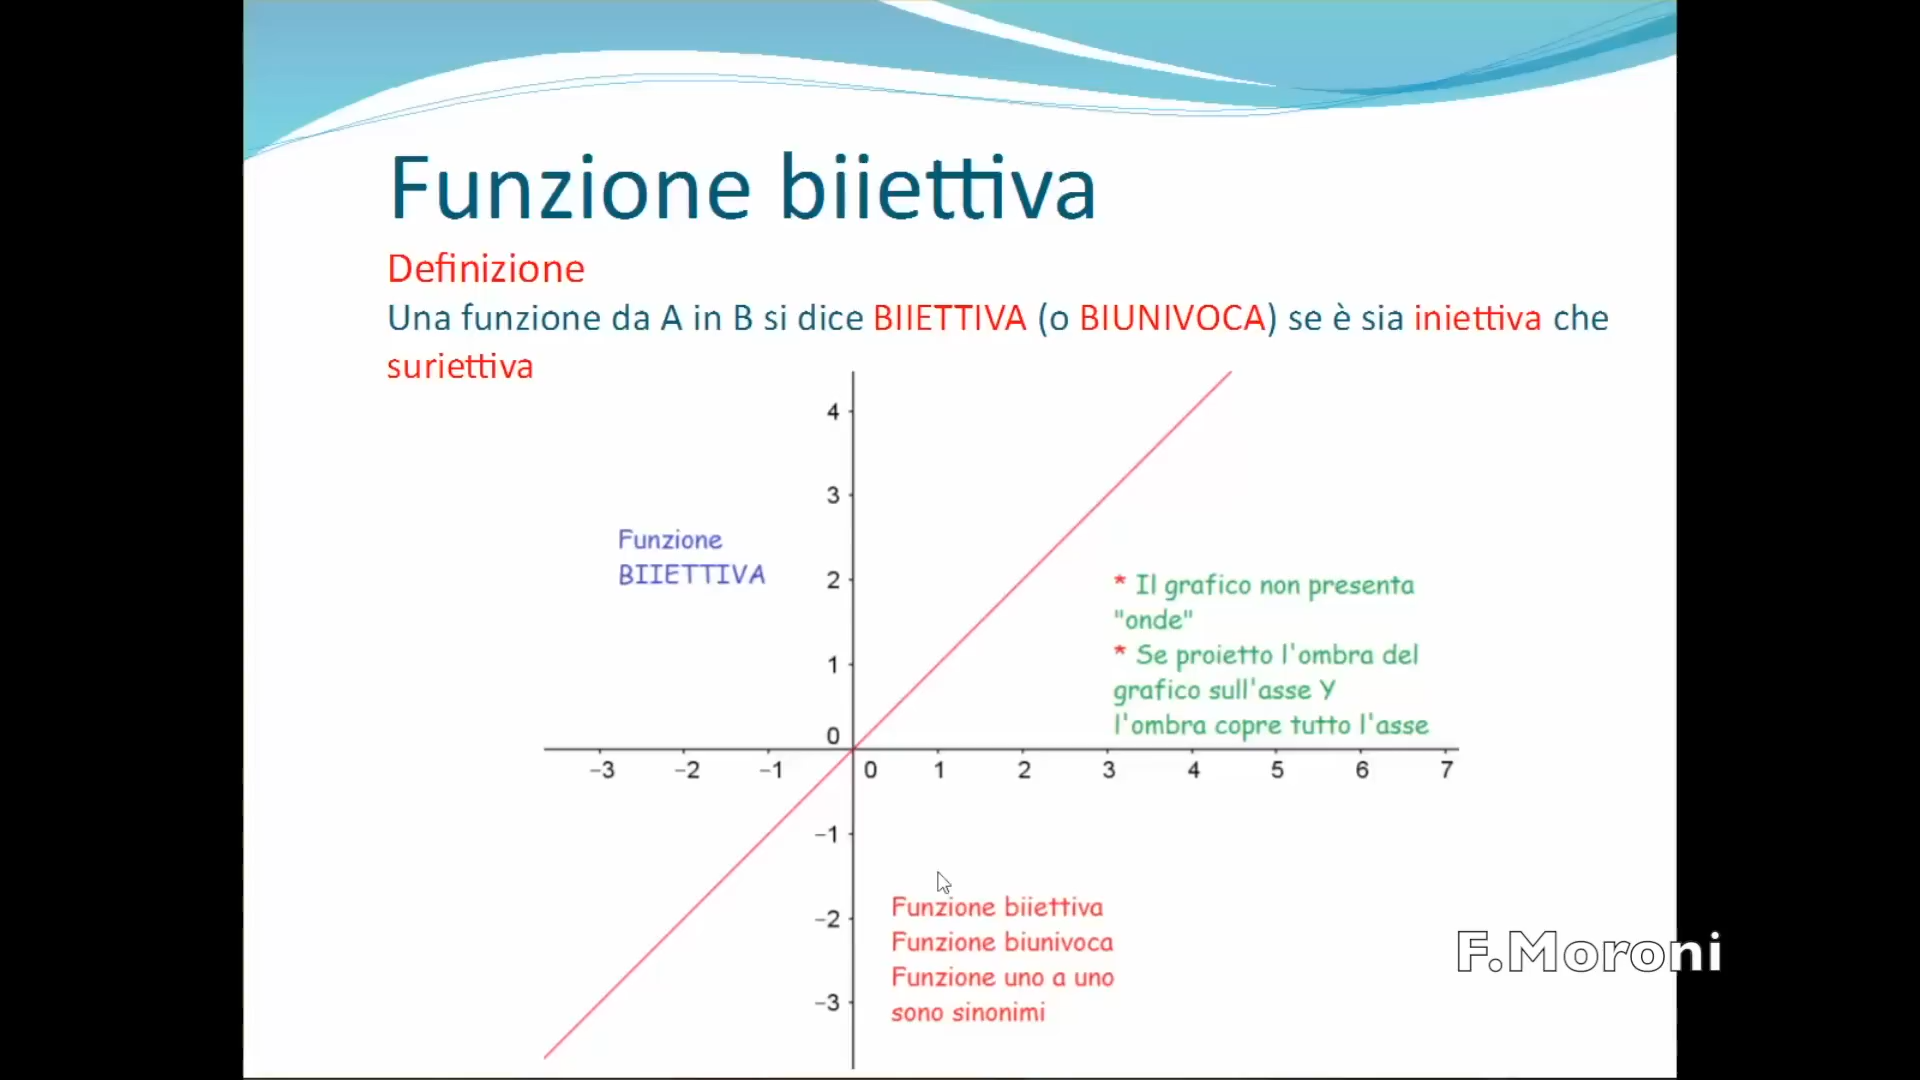 Funzione biiettiva
Definizione
Una funzione da A in B si dice BIIETTIVA (o BIUNIVOCA) se è sia iniettiva che
suriettiva
4
3
Funzione
BIIETTIVA
2
* Il grafico non presenta
"onde"
* Se proietto l'ombra del
grafico sull'asse Y
l'ombra copre tutto l'asse
1
0
−3 −2 −1 0 1 2 3 4 5 6 7
−1
−2
−3
Funzione biiettiva
Funzione biunivoca
Funzione uno a uno
sono sinonimi
F.Moroni